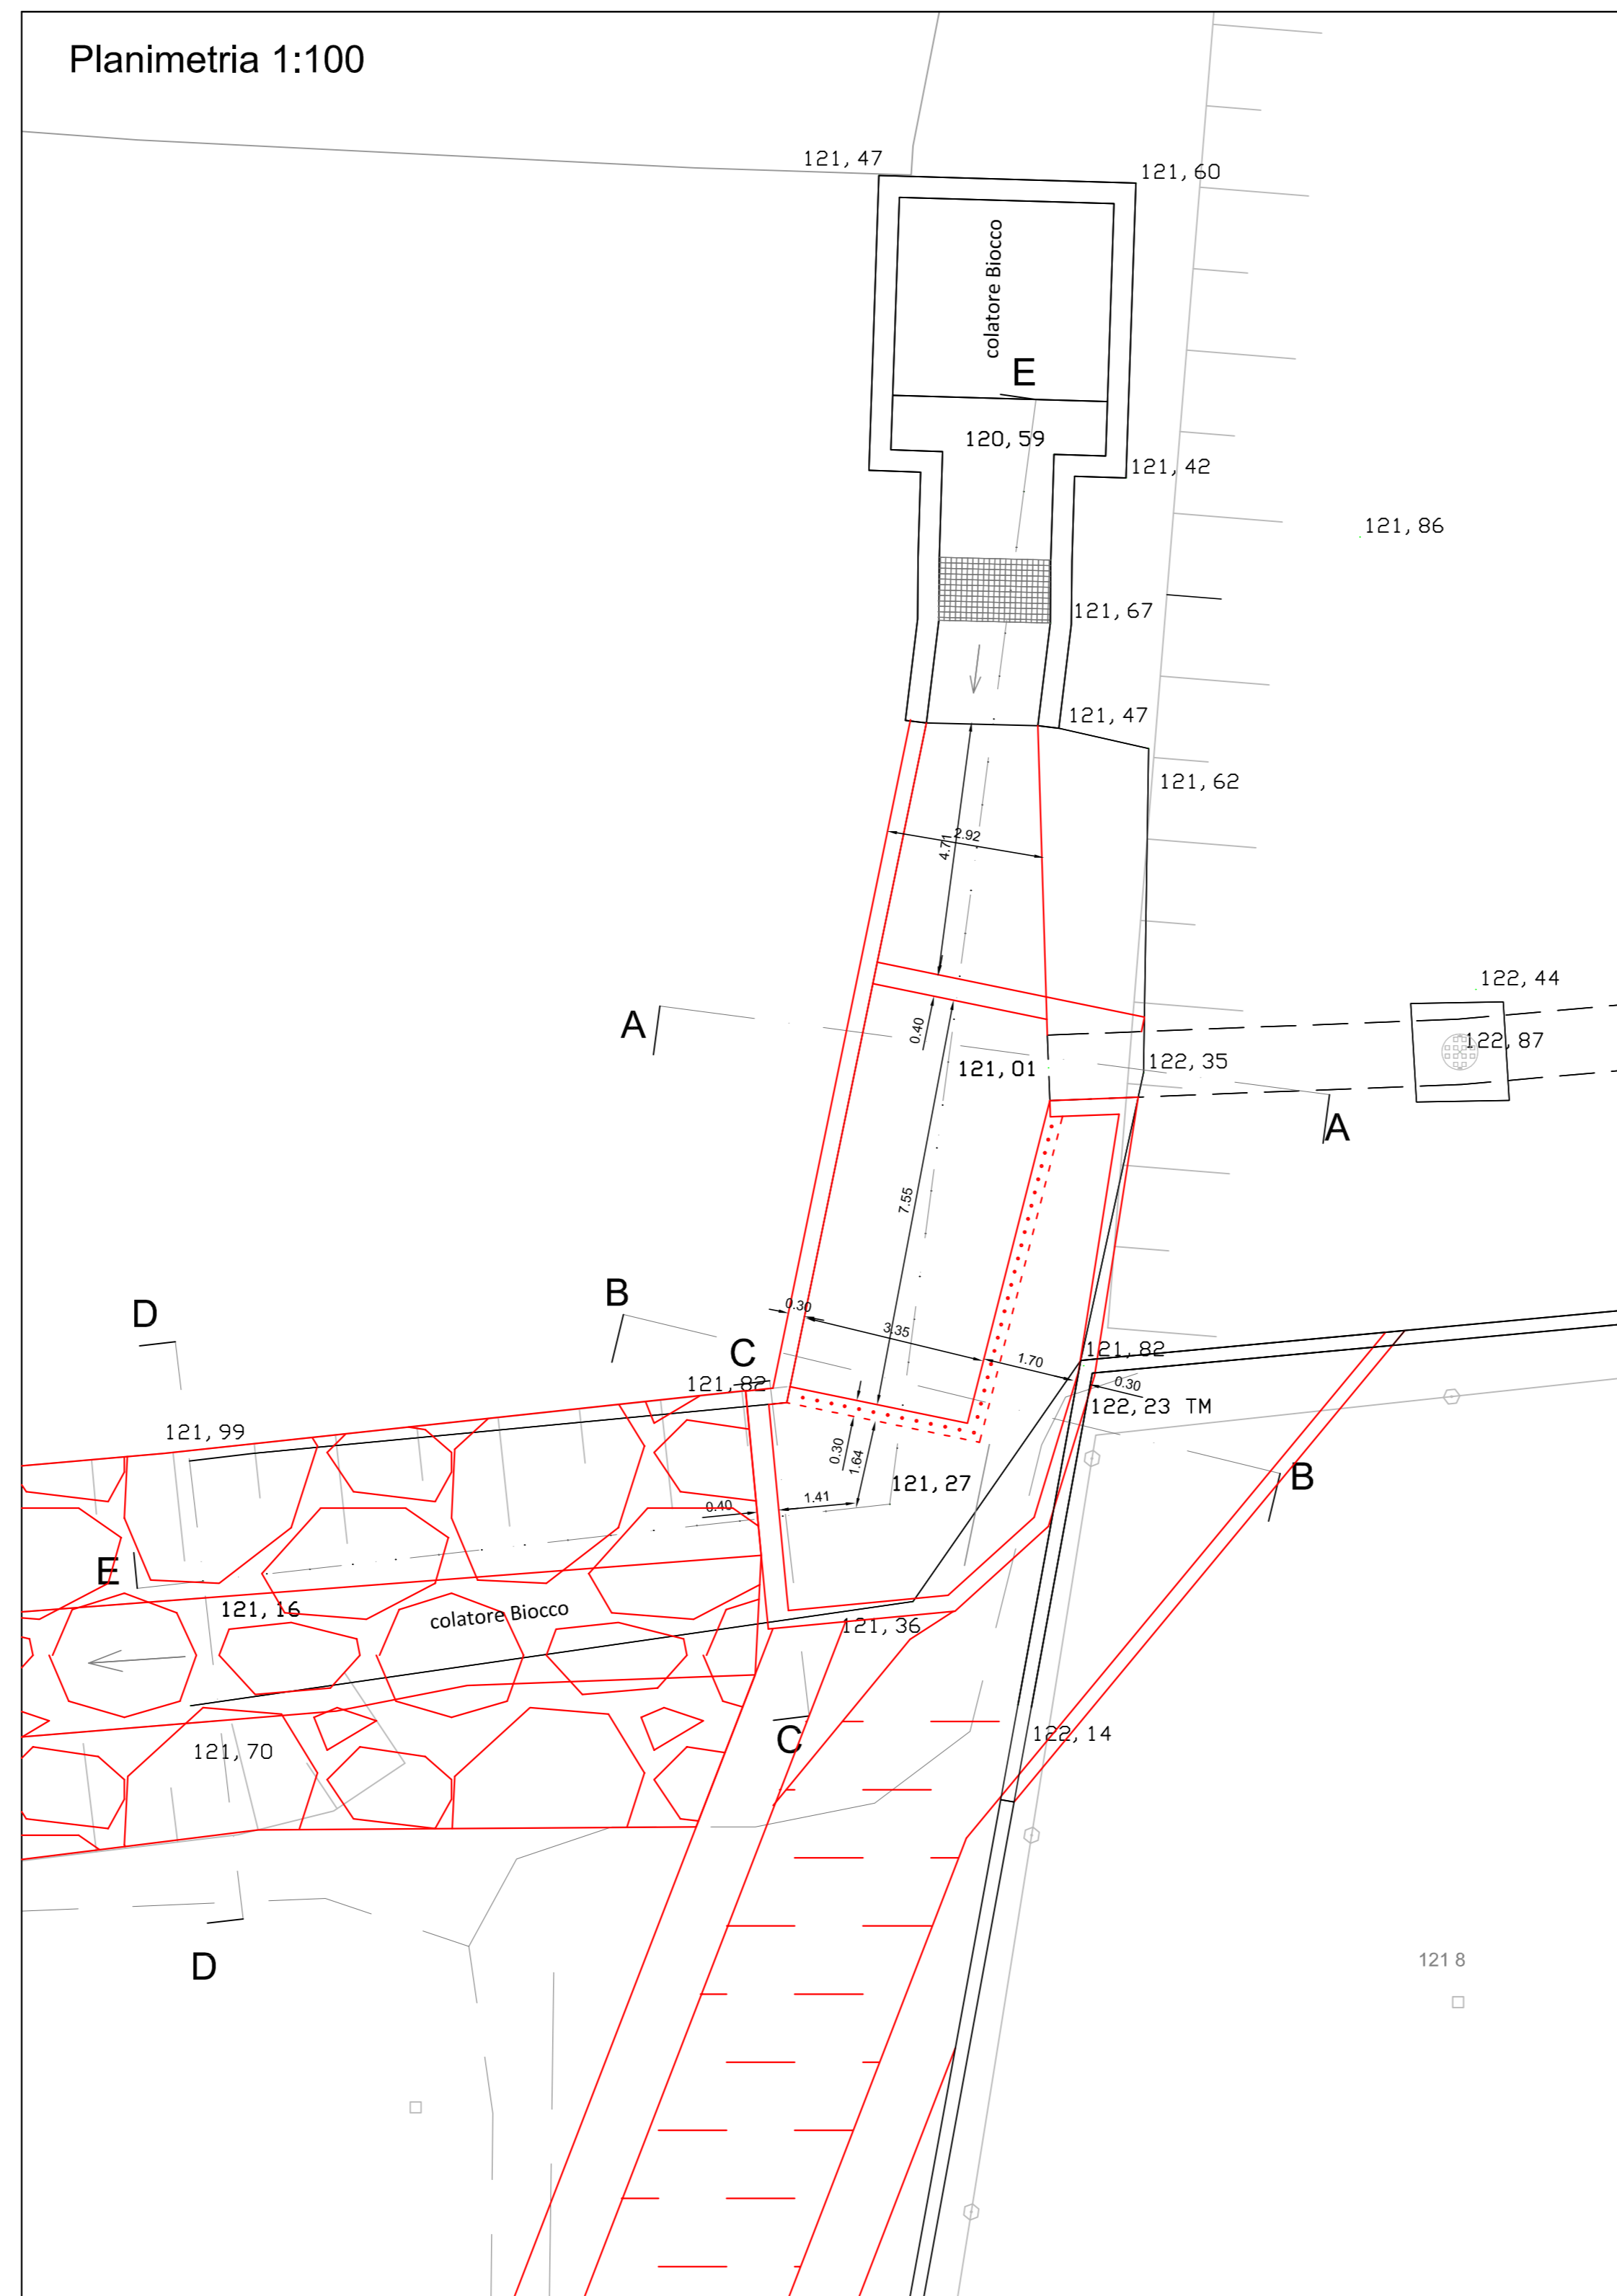 Planimetria 1:100
121,47
121,60
colatore Biocco
E
120,59
121,42
121,86
121,67
121,47
121,62
2.92
4.71
122,44
A
0.40
122,87
121,01
122,35
A
7.55
B
D
0.30
3.35
C
121,82
1.70
121,82
0.30
122,23 TM
121,99
0.30
1.64
B
121,27
1.41
0.40
E
121,16
colatore Biocco
121,36
C
122,14
121,70
D
121 8